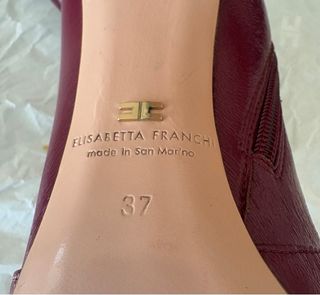 ELISABETTA FRANCHI
made in San Marino
37